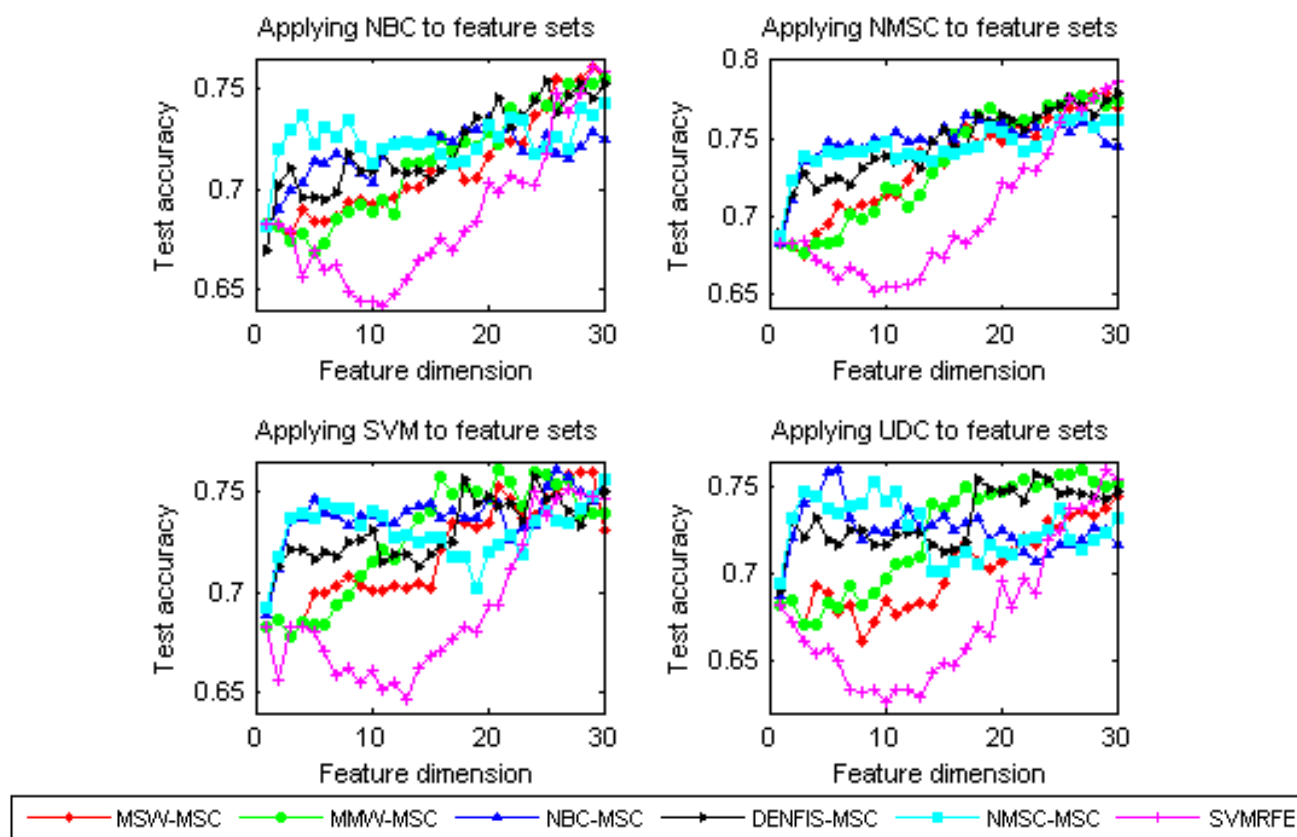 Applying NBC to feature sets
0.75
0.7
0.65
Test accuracy
0 10 20 30
Feature dimension
Applying NMSC to feature sets
0.8
0.75
0.7
0.65
Test accuracy
0 10 20 30
Feature dimension
Applying SVM to feature sets
0.75
0.7
0.65
Test accuracy
0 10 20 30
Feature dimension
Applying UDC to feature sets
0.75
0.7
0.65
Test accuracy
0 10 20 30
Feature dimension
MSW-MSC MMW-MSC NBC-MSC DENFIS-MSC NMSC-MSC SVMRFE